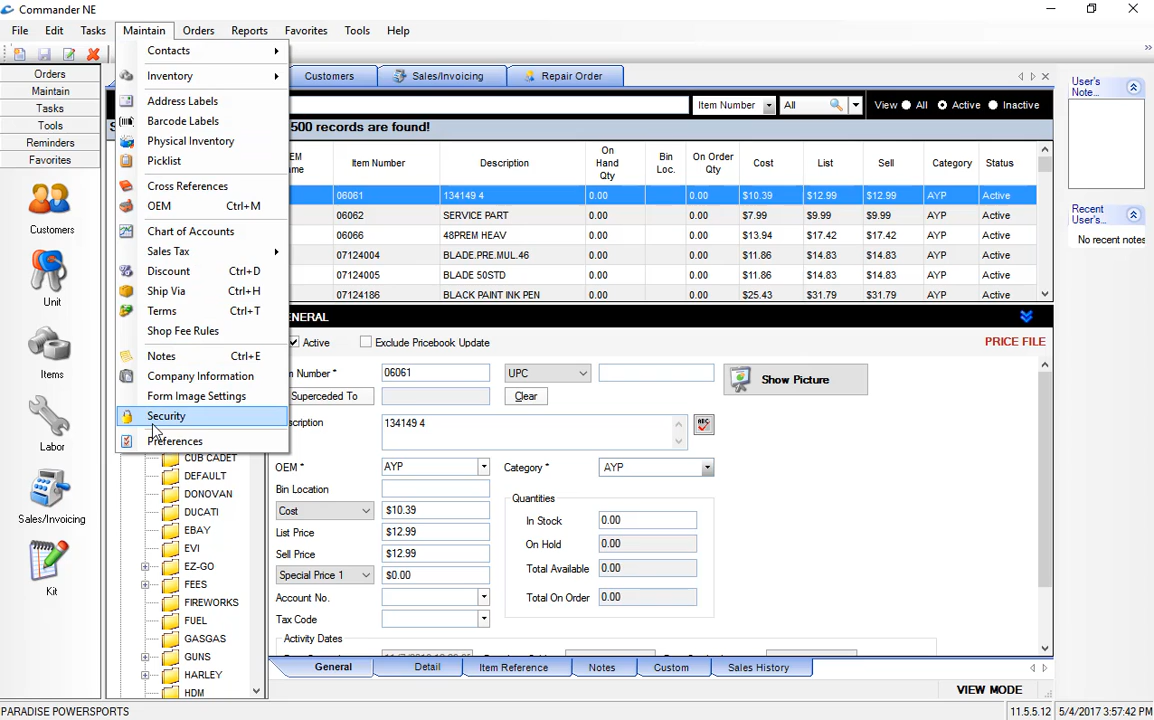 Commander NE
File Edit Tasks Maintain Orders Reports Favorites Tools Help
Orders
Maintain
Tasks
Tools
Reminders
Favorites
Customers
Unit
Items
Labor
Sales/Invoicing
Kit
Contacts
Inventory
Address Labels
Barcode Labels
Physical Inventory
Picklist
Cross References
OEM Ctrl+M
Chart of Accounts
Sales Tax
Discount Ctrl+D
Ship Via Ctrl+H
Terms Ctrl+T
Shop Fee Rules
Notes Ctrl+E
Company Information
Form Image Settings
Security
Preferences
CUB CADET
DEFAULT
DONOVAN
DUCATI
EBAY
EVI
EZ-GO
FEES
FIREWORKS
FUEL
GASGAS
GUNS
HARLEY
HDM
Customers Sales/Invoicing Repair Order
Item Number All View All Active Inactive
500 records are found!
Item Number Description On Hand Qty Bin Loc. On Order Qty Cost List Sell Category Status
06061 134149 4 0.00 0.00 $10.39 $12.99 $12.99 AYP Active
06062 SERVICE PART 0.00 0.00 $7.99 $9.99 $9.99 AYP Active
06066 48PREM HEAV 0.00 0.00 $13.94 $17.42 $17.42 AYP Active
07124004 BLADE.PRE.MUL.46 0.00 0.00 $11.86 $14.83 $14.83 AYP Active
07124005 BLADE 50STD 0.00 0.00 $11.86 $14.83 $14.83 AYP Active
07124186 BLACK PAINT INK PEN 0.00 0.00 $25.43 $31.79 $31.79 AYP Active
GENERAL
Active Exclude Pricebook Update PRICE FILE
Number * 06061 UPC Show Picture
Superceded To Clear
134149 4
OEM * AYP Category * AYP
Bin Location Quantities
Cost $10.39 In Stock 0.00
List Price $12.99 On Hold 0.00
Sell Price $12.99 Total Available 0.00
Special Price 1 $0.00 Total On Order 0.00
Account No.
Tax Code
Activity Dates
General Detail Item Reference Notes Custom Sales History
VIEW MODE
User's Note...
Recent User's...
No recent notes
PARADISE POWERSPORTS 11.5.5.12 5/4/2017 3:57:42 PM